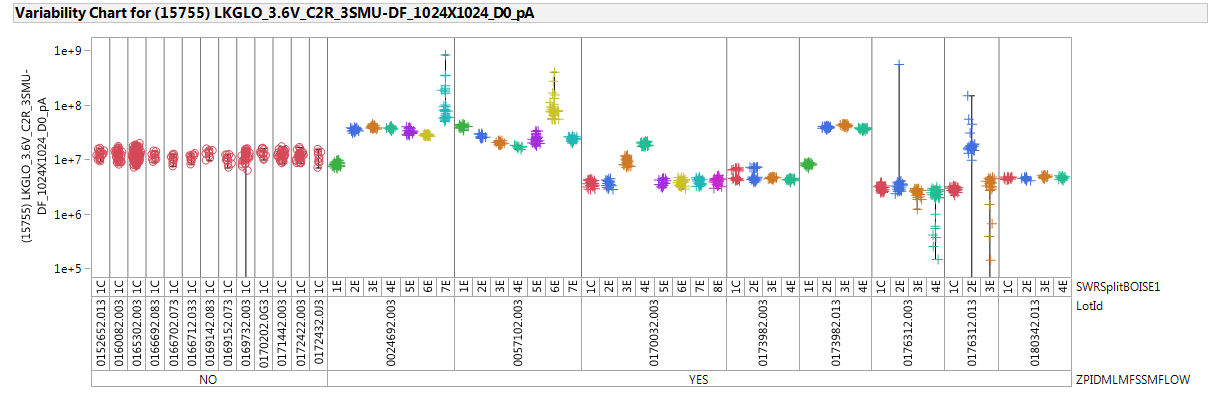 Variability Chart for (15755) LKGLO_3.6V_C2R_3SMU-DF_1024X1024_D0_pA
(15755) LKGLO_3.6V_C2R_3SMU-
DF_1024X1024_D0_pA
1e+9
1e+8
1e+7
1e+6
1e+5
1C 1C 1C 1C 1C 1C 1C 1C 1C 1C 1C 1C 1C 1E 2E 3E 4E 5E 6E 7E 1E 2E 3E 4E 5E 6E 7E 1C 2E 3E 4E 5E 6E 7E 8E 1C 2E 3E 4E 1E 2E 3E 4E 1C 2E 3E 4E 1C 2E 3E 1C 2E 3E 4E SWRSplitBOISE1
0152652.013 0160082.003 0165302.003 0166692.083 0166702.073 0166712.033 0169142.083 0169152.073 0169732.003 0170202.0G3 0171442.003 0172422.003 0172432.073 00246992.003 0057102.003 0170032.003 0173982.003 0173982.013 0176312.003 0176312.013 0180342.013 LotId
NO YES ZPIDMLMFSSMFLOW